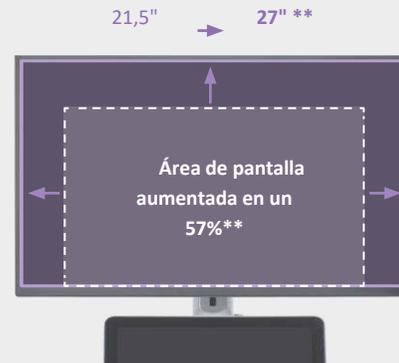 21,5" 27" **
Área de pantalla
aumentada en un
57%**